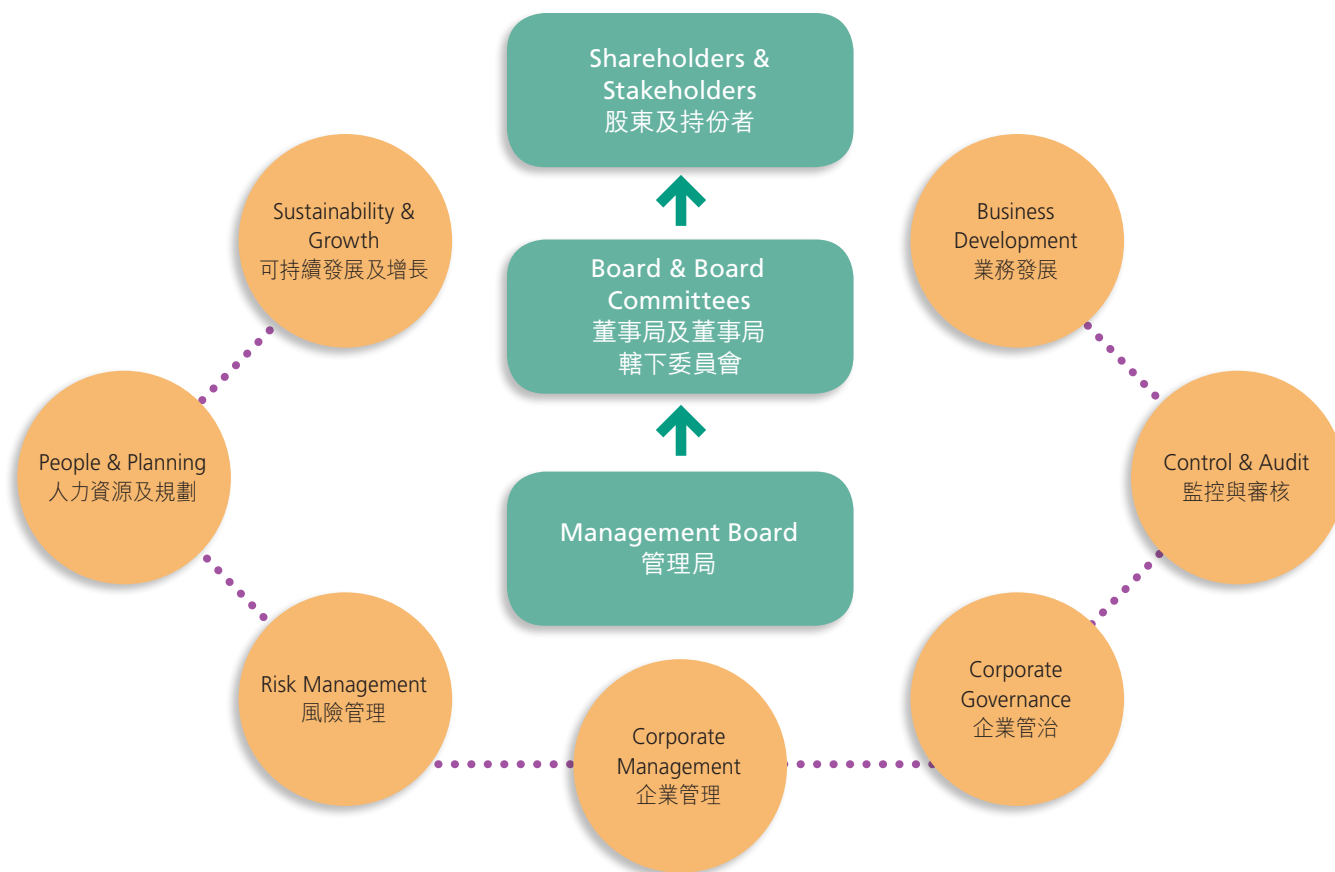 Shareholders &
Stakeholders
股東及持份者
Sustainability &
Growth
可持續發展及增長
Business
Development
業務發展
Board & Board
Committees
董事局及董事局
轄下委員會
People & Planning
人力資源及規劃
Control & Audit
監控與審核
Management Board
管理局
Risk Management
風險管理
Corporate
Governance
企業管治
Corporate
Management
企業管理